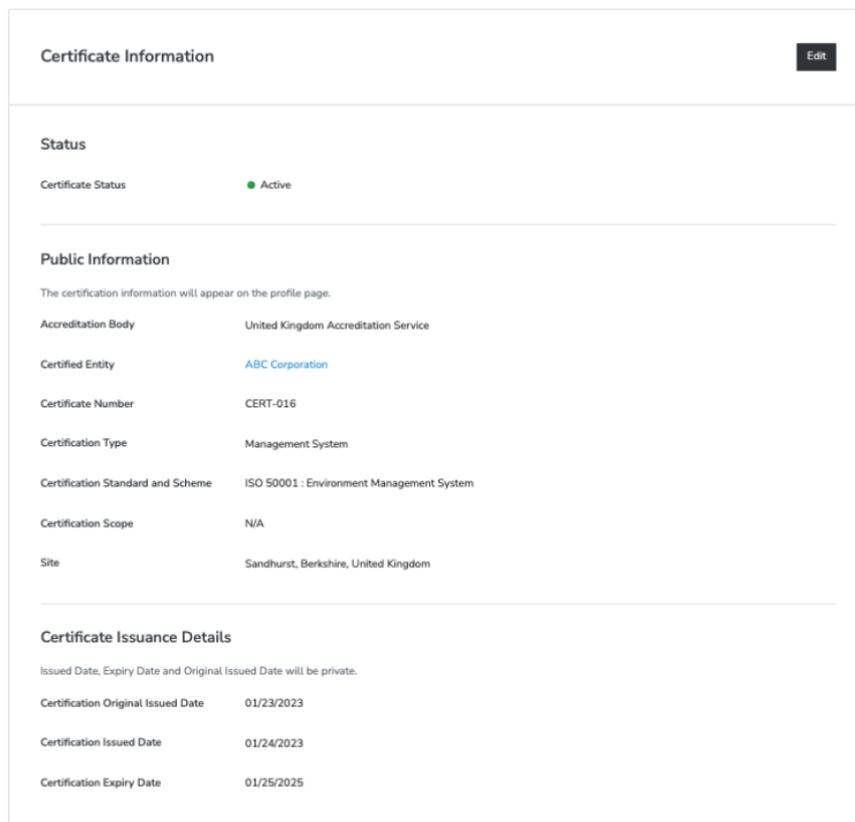 Certificate Information
Edit
Status
Certificate Status Active
Public Information
The certification information will appear on the profile page.
Accreditation Body United Kingdom Accreditation Service
Certified Entity ABC Corporation
Certificate Number CERT-016
Certification Type Management System
Certification Standard and Scheme ISO 50001 : Environment Management System
Certification Scope N/A
Site Sandhurst, Berkshire, United Kingdom
Certificate Issuance Details
Issued Date, Expiry Date and Original Issued Date will be private.
Certification Original Issued Date 01/23/2023
Certification Issued Date 01/24/2023
Certification Expiry Date 01/25/2025